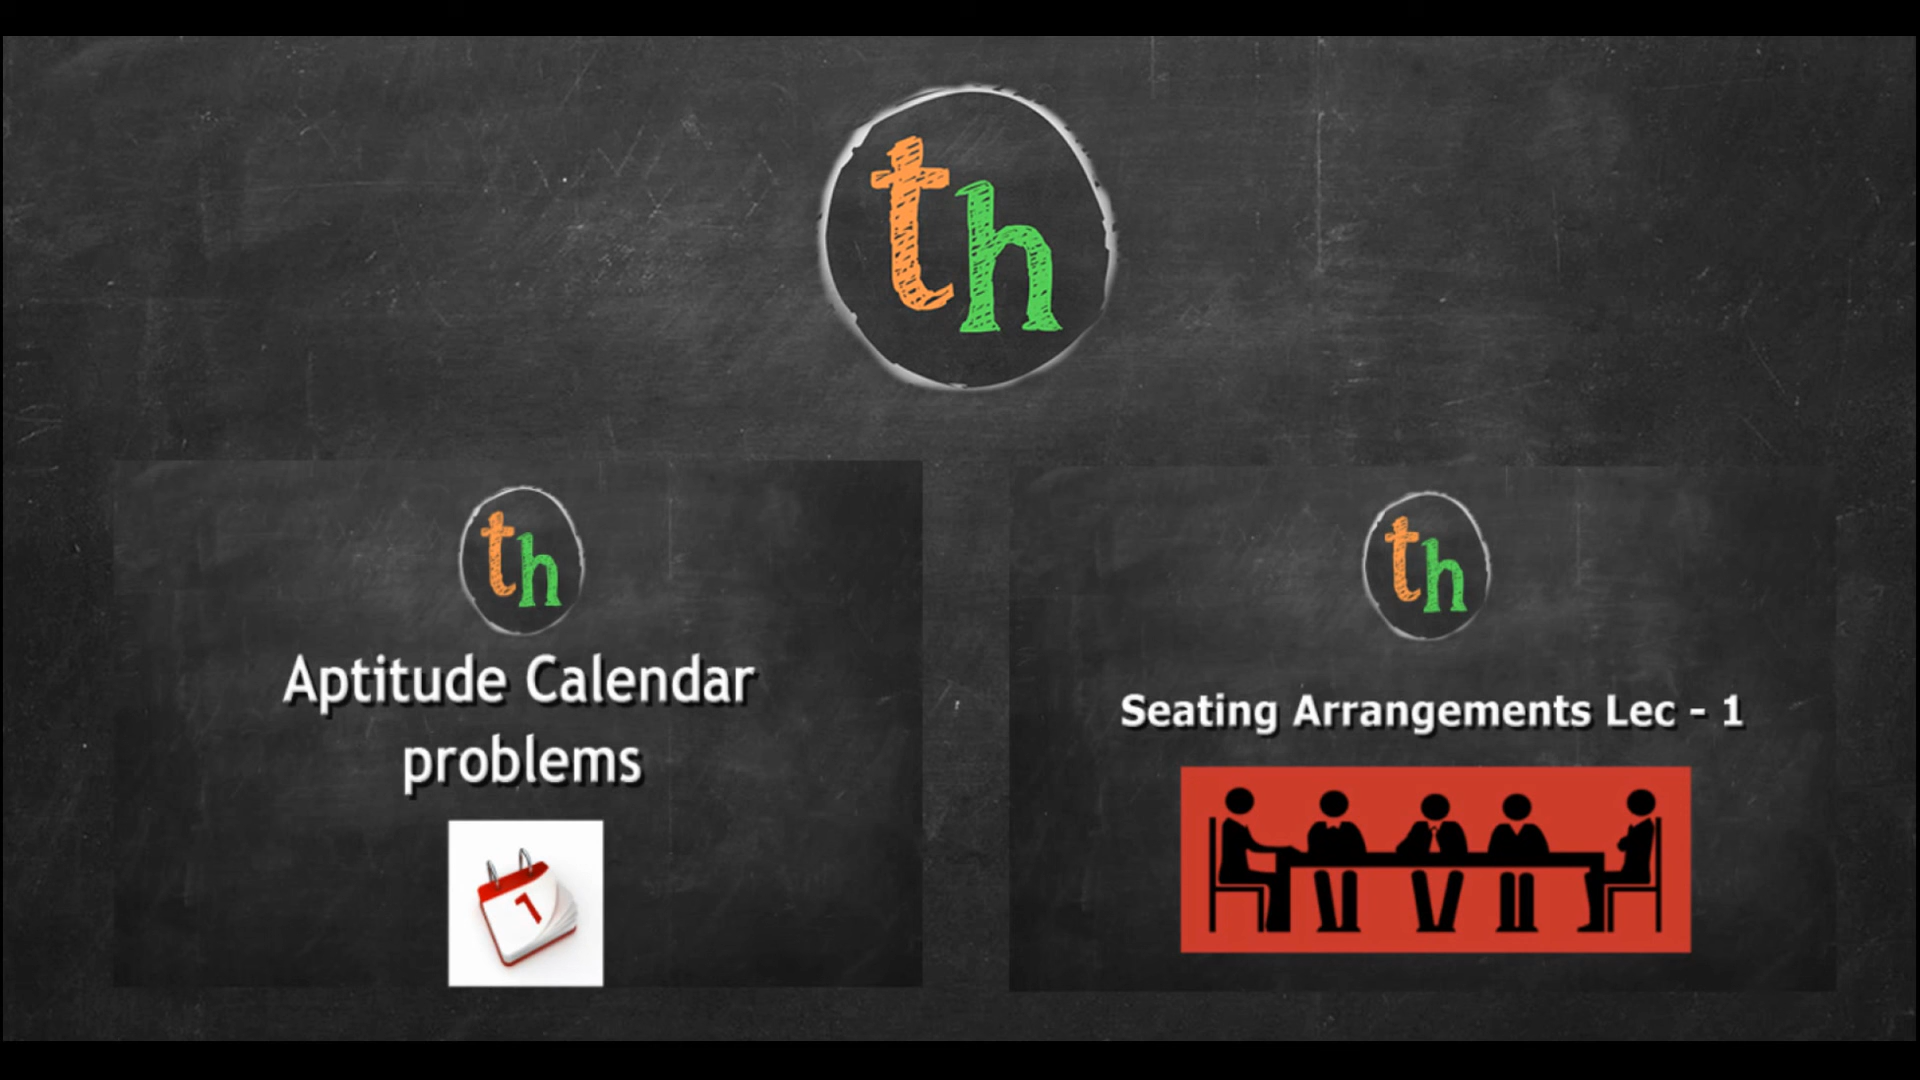 th
th
Aptitude Calendar
problems
1
th
Seating Arrangements Lec - 1